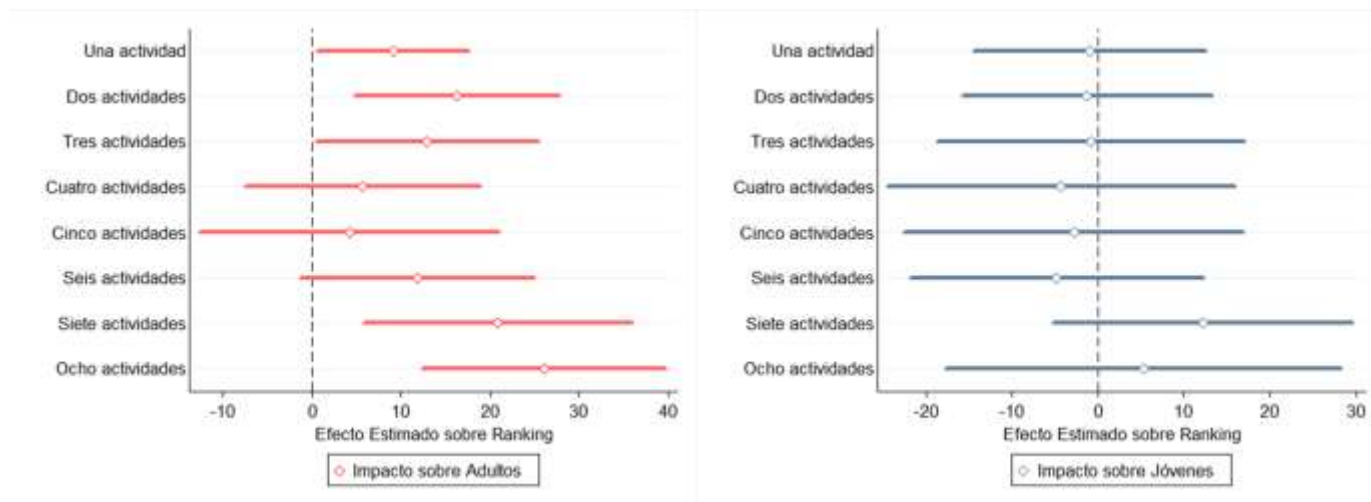 Una actividad
Dos actividades
Tres actividades
Cuatro actividades
Cinco actividades
Seis actividades
Siete actividades
Ocho actividades
-10 0 10 20 30 40
Efecto Estimado sobre Ranking
Impacto sobre Adultos
Una actividad
Dos actividades
Tres actividades
Cuatro actividades
Cinco actividades
Seis actividades
Siete actividades
Ocho actividades
-20 -10 0 10 20 30
Efecto Estimado sobre Ranking
Impacto sobre Jóvenes